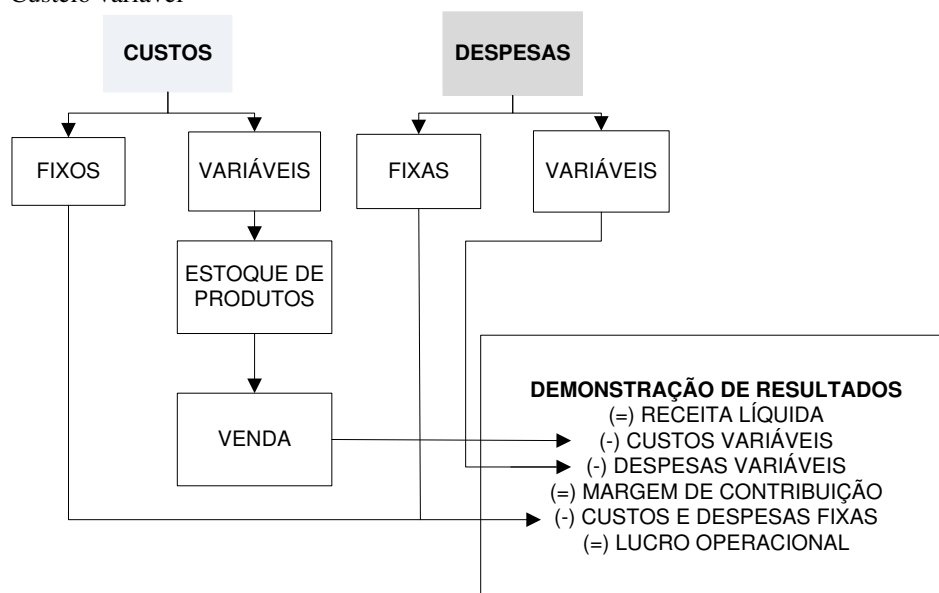 Custeio variável
CUSTOS
DESPESAS
FIXOS
VARIÁVEIS
FIXAS
VARIÁVEIS
ESTOQUE DE
PRODUTOS
VENDA
DEMONSTRAÇÃO DE RESULTADOS
(=) RECEITA LÍQUIDA
(-) CUSTOS VARIÁVEIS
(-) DESPESAS VARIÁVEIS
(=) MARGEM DE CONTRIBUIÇÃO
(-) CUSTOS E DESPESAS FIXAS
(=) LUCRO OPERACIONAL